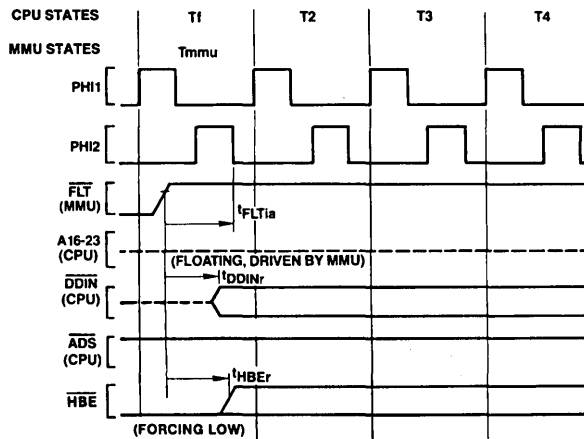 CPU STATES Tf T2 T3 T4
MMU STATES Tmmu
PHI1
PHI2
FLT
(MMU)
tFLTia
A16-23
(CPU)
(FLOATING, DRIVEN BY MMU)
DDIN
(CPU)
tDDINr
ADS
(CPU)
tHBEr
HBE
(FORCING LOW)